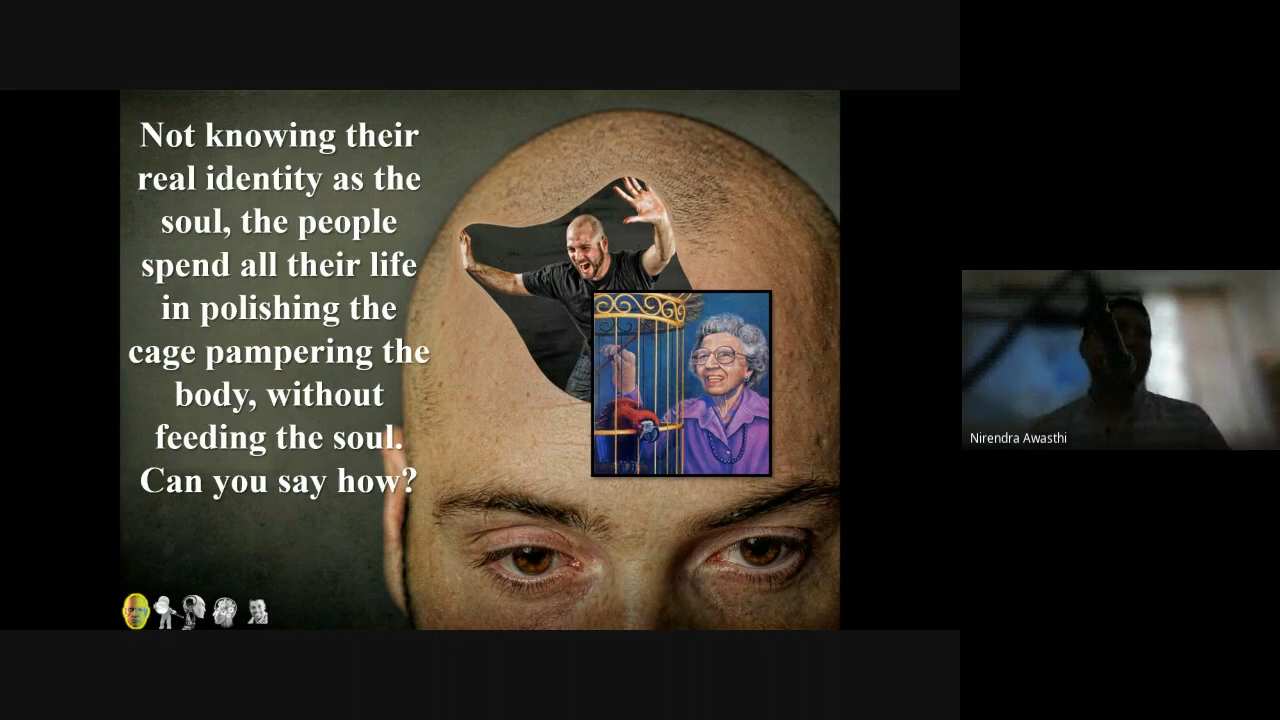 Not knowing their
real identity as the
soul, the people
spend all their life
in polishing the
cage pampering the
body, without
feeding the soul.
Can you say how?
Nirendra Awasthi